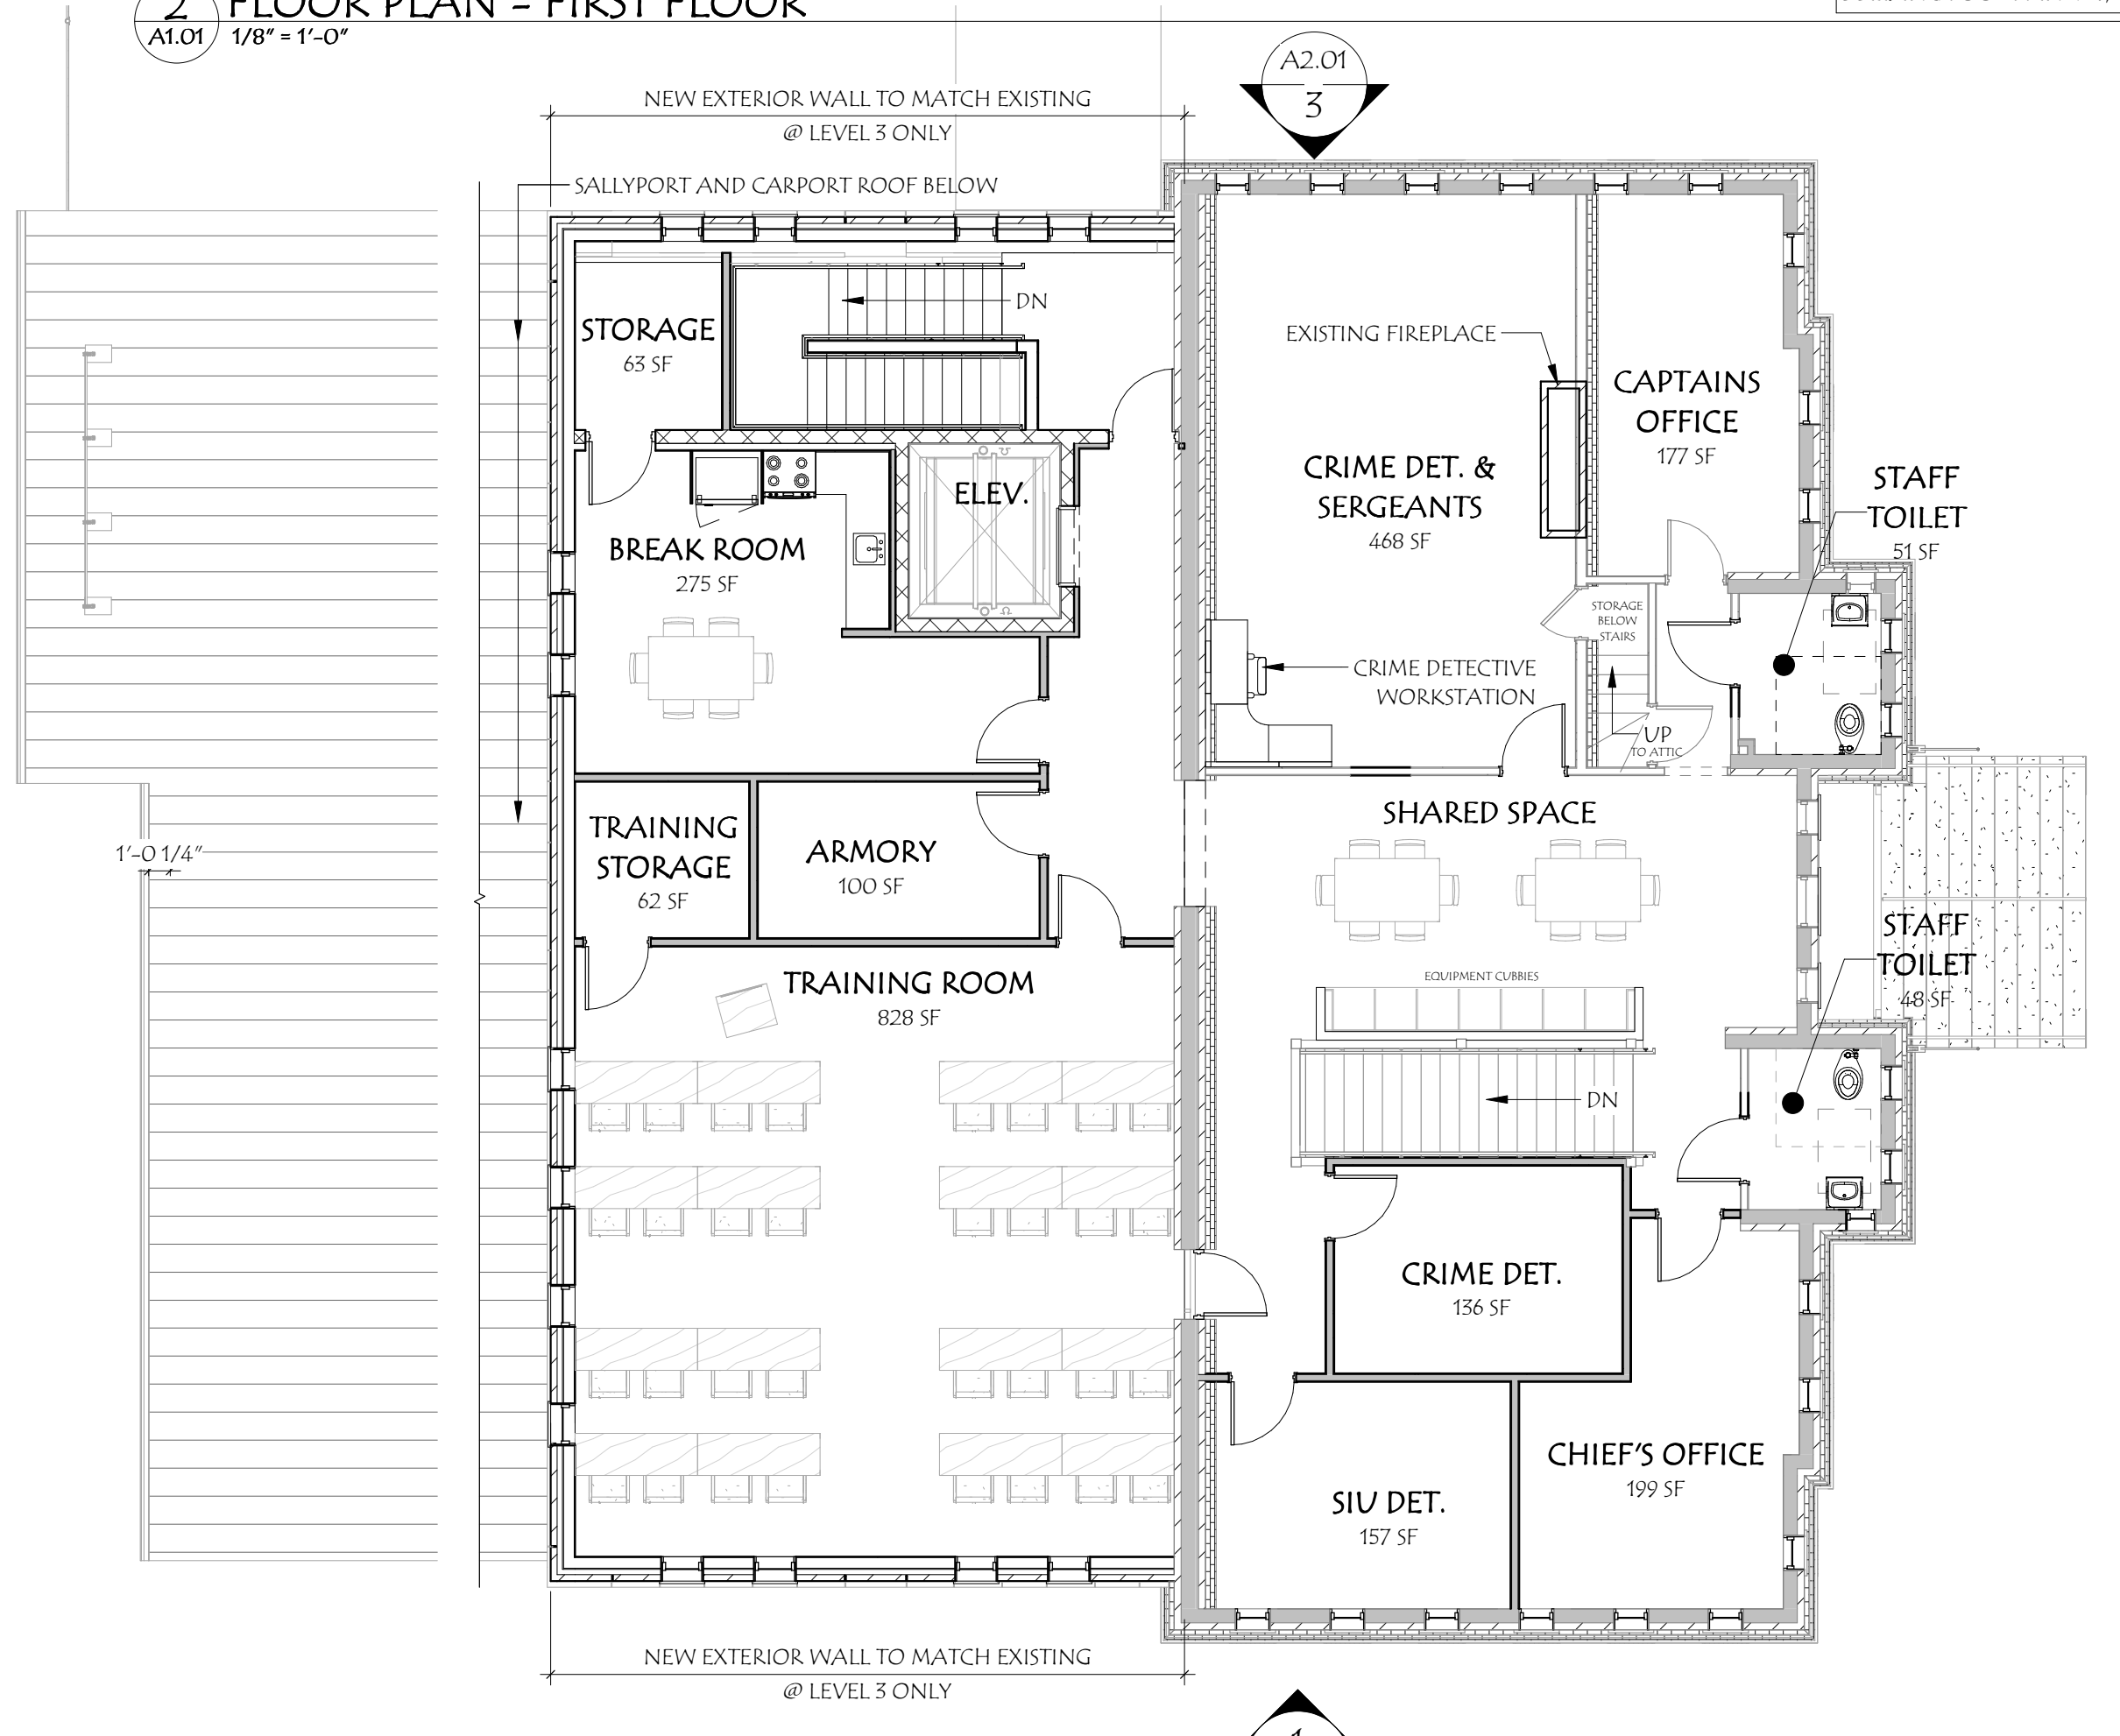 2 FLOOR PLAN - FIRST FLOOR
A1.01 1/8" = 1'-0"
A2.01
3
NEW EXTERIOR WALL TO MATCH EXISTING
@ LEVEL 3 ONLY
SALLYPORT AND CARPORT ROOF BELOW
DN
STORAGE
63 SF
EXISTING FIREPLACE
CAPTAINS
OFFICE
177 SF
CRIME DET. &
SERGEANTS
468 SF
STAFF
TOILET
51 SF
ELEV.
BREAK ROOM
275 SF
STORAGE
BELOW
STAIRS
CRIME DETECTIVE
WORKSTATION
UP
TO ATTIC
SHARED SPACE
TRAINING
STORAGE
62 SF
ARMORY
100 SF
1'-0 1/4"
STAFF
TOILET
48 SF
EQUIPMENT CUBBIES
TRAINING ROOM
828 SF
DN
CRIME DET.
136 SF
CHIEF'S OFFICE
199 SF
SIU DET.
157 SF
NEW EXTERIOR WALL TO MATCH EXISTING
@ LEVEL 3 ONLY